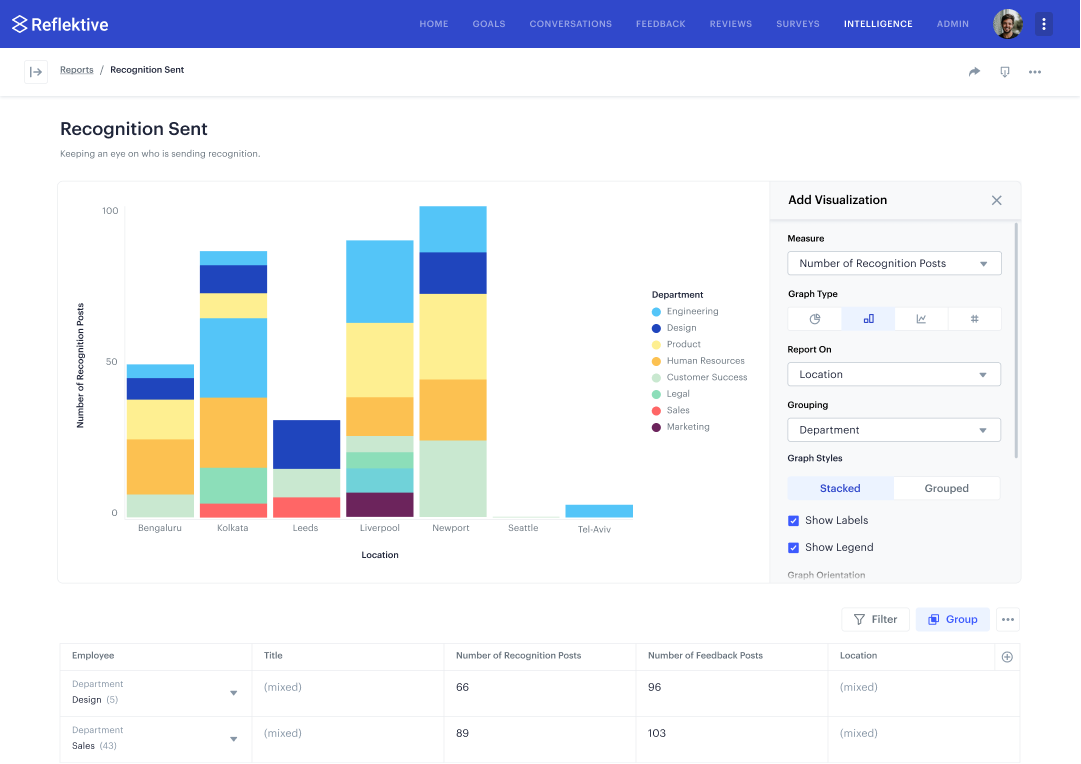 Reflektive
HOME GOALS CONVERSATIONS FEEDBACK REVIEWS SURVEYS INTELLIGENCE ADMIN
Reports / Recognition Sent
Recognition Sent
Keeping an eye on who is sending recognition.
100
50
0
Number of Recognition Posts
Bengaluru Kolkata Leeds Liverpool Newport Seattle Tel-Aviv
Location
Department
Engineering
Design
Product
Human Resources
Customer Success
Legal
Sales
Marketing
Add Visualization
Measure
Number of Recognition Posts
Graph Type
Report On
Location
Grouping
Department
Graph Styles
Stacked Grouped
Show Labels
Show Legend
Graph Orientation
Filter Group
Employee Title Number of Recognition Posts Number of Feedback Posts Location
Department
Design (5) (mixed) 66 96 (mixed)
Department
Sales (43) (mixed) 89 103 (mixed)